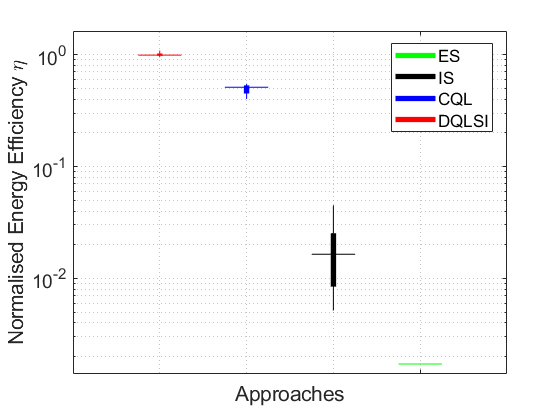 Normalised Energy Efficiency η
10^0
10^-1
10^-2
ES
IS
CQL
DQLSI
Approaches